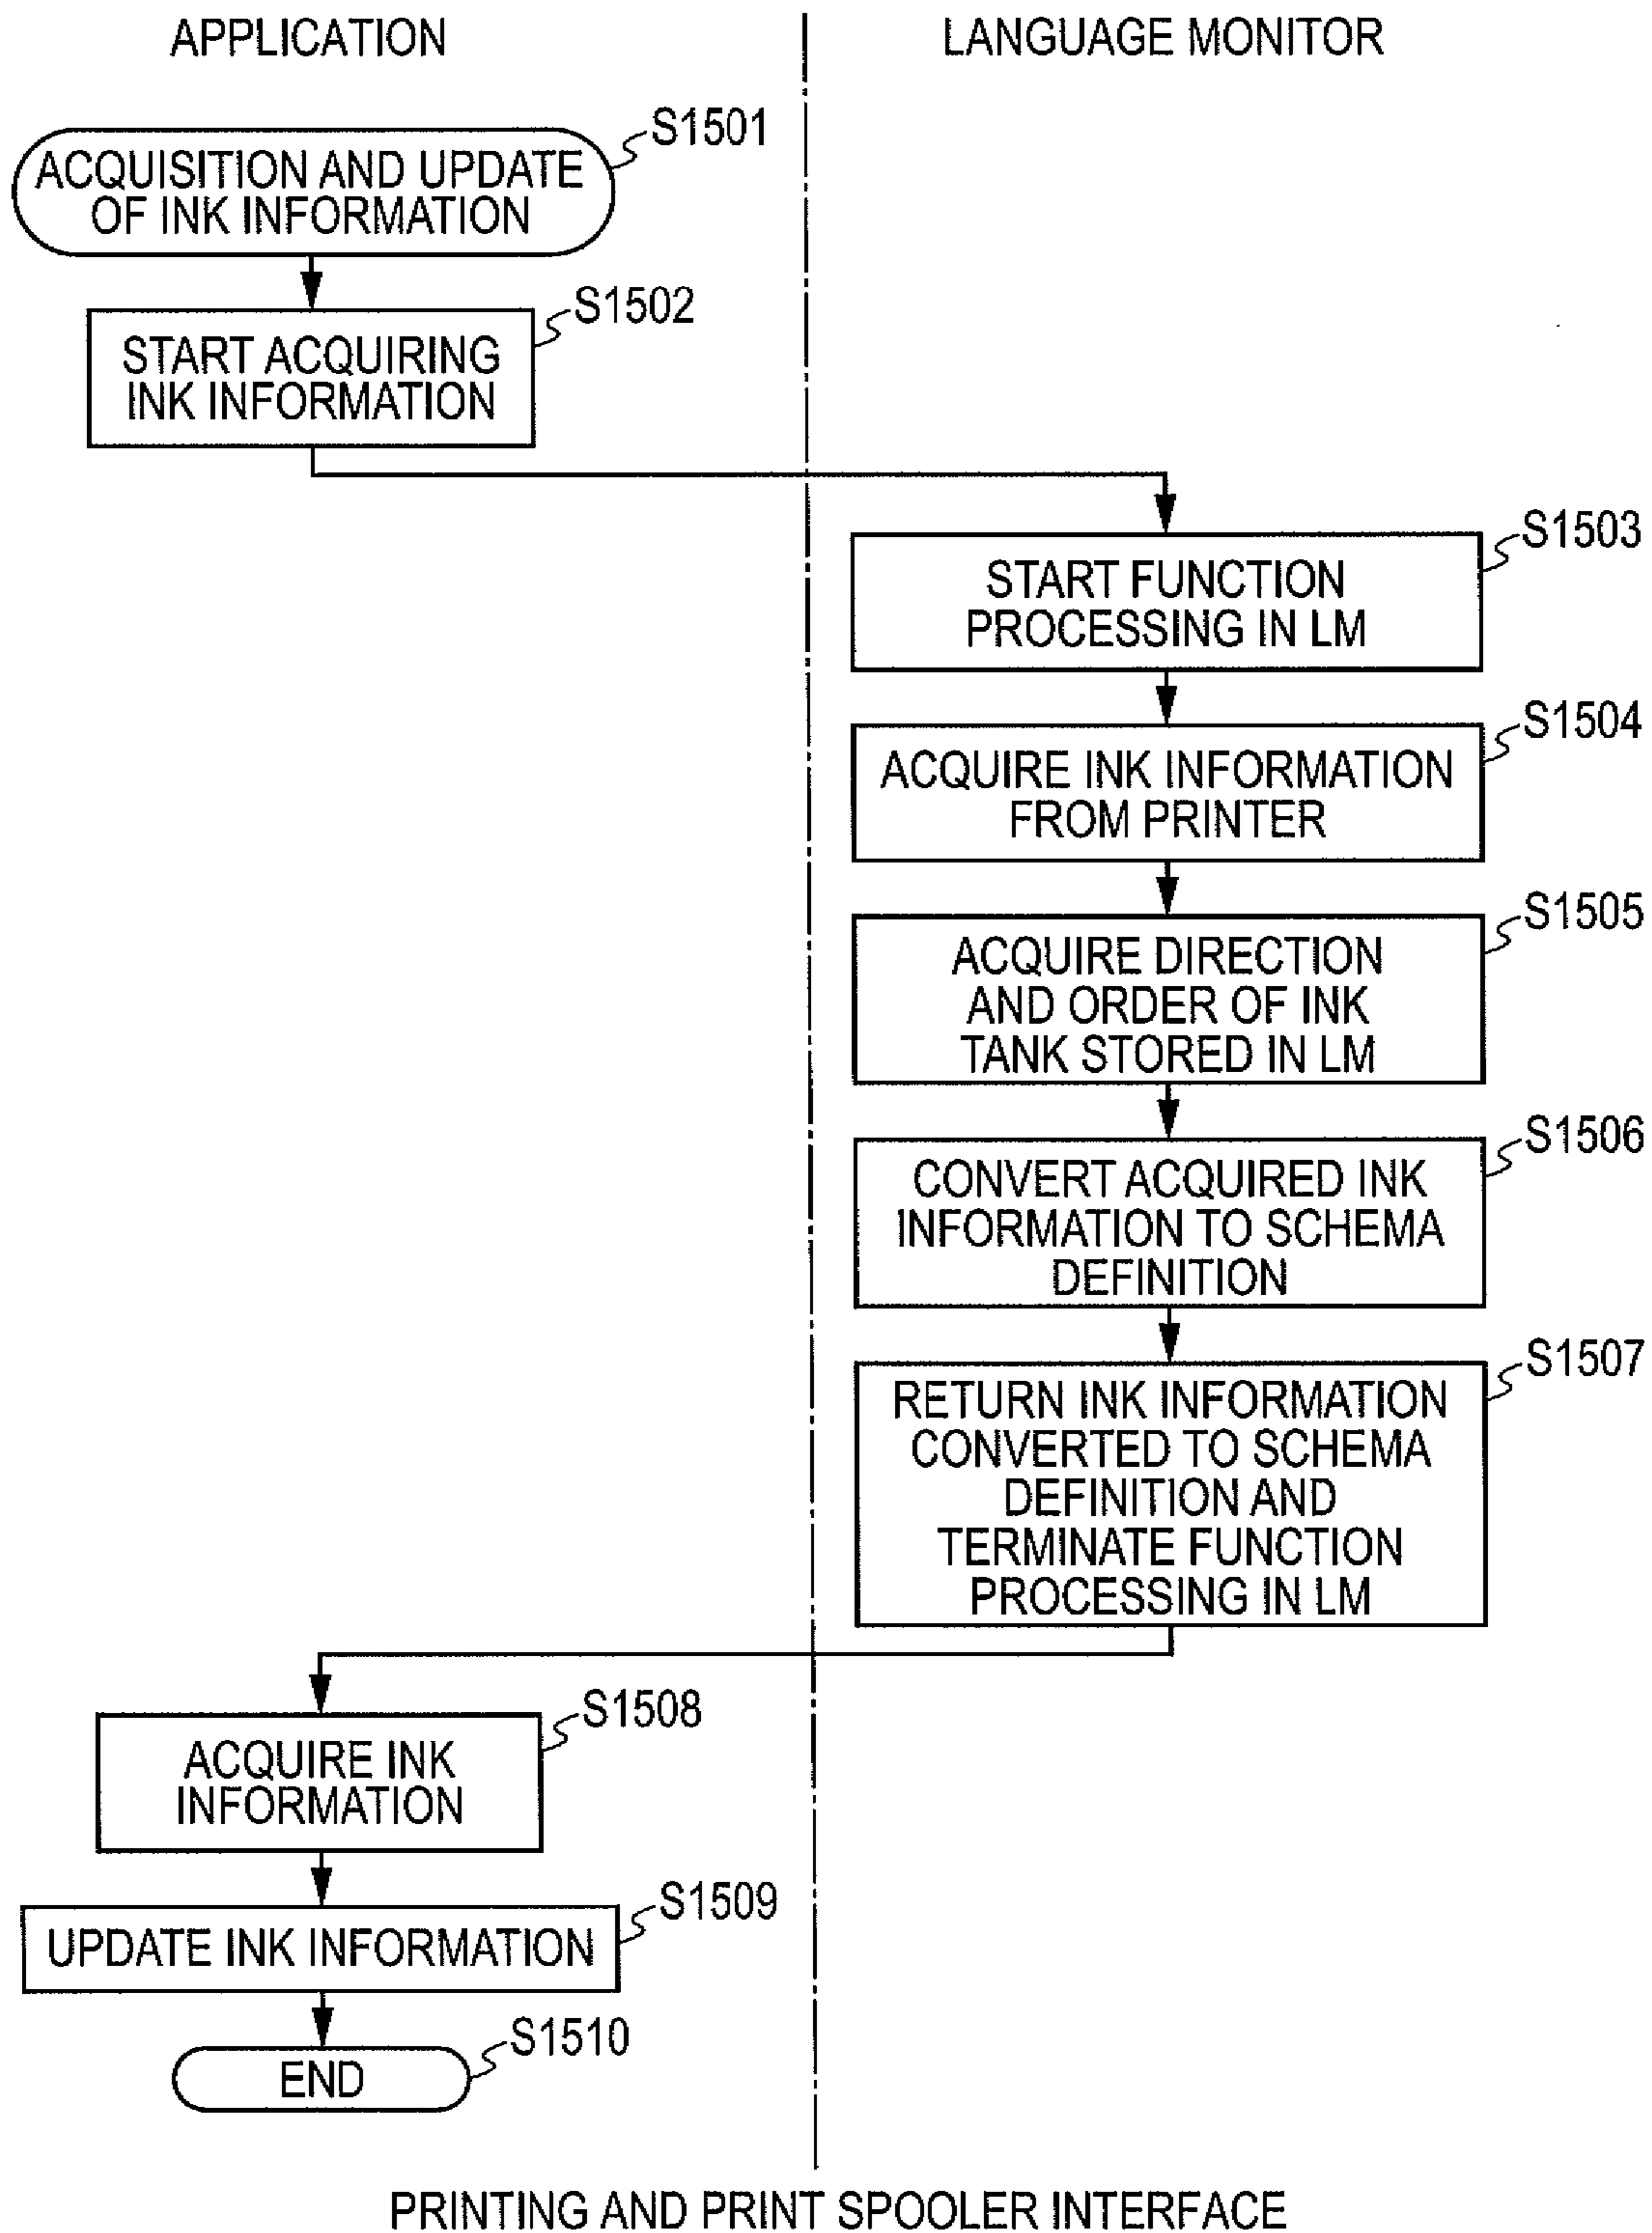 APPLICATION
LANGUAGE MONITOR
S1501
ACQUISITION AND UPDATE
OF INK INFORMATION
S1502
START ACQUIRING
INK INFORMATION
S1503
START FUNCTION
PROCESSING IN LM
S1504
ACQUIRE INK INFORMATION
FROM PRINTER
S1505
ACQUIRE DIRECTION
AND ORDER OF INK
TANK STORED IN LM
S1506
CONVERT ACQUIRED INK
INFORMATION TO SCHEMA
DEFINITION
S1507
RETURN INK INFORMATION
CONVERTED TO SCHEMA
DEFINITION AND
TERMINATE FUNCTION
PROCESSING IN LM
S1508
ACQUIRE INK
INFORMATION
S1509
UPDATE INK INFORMATION
S1510
END
PRINTING AND PRINT SPOOLER INTERFACE